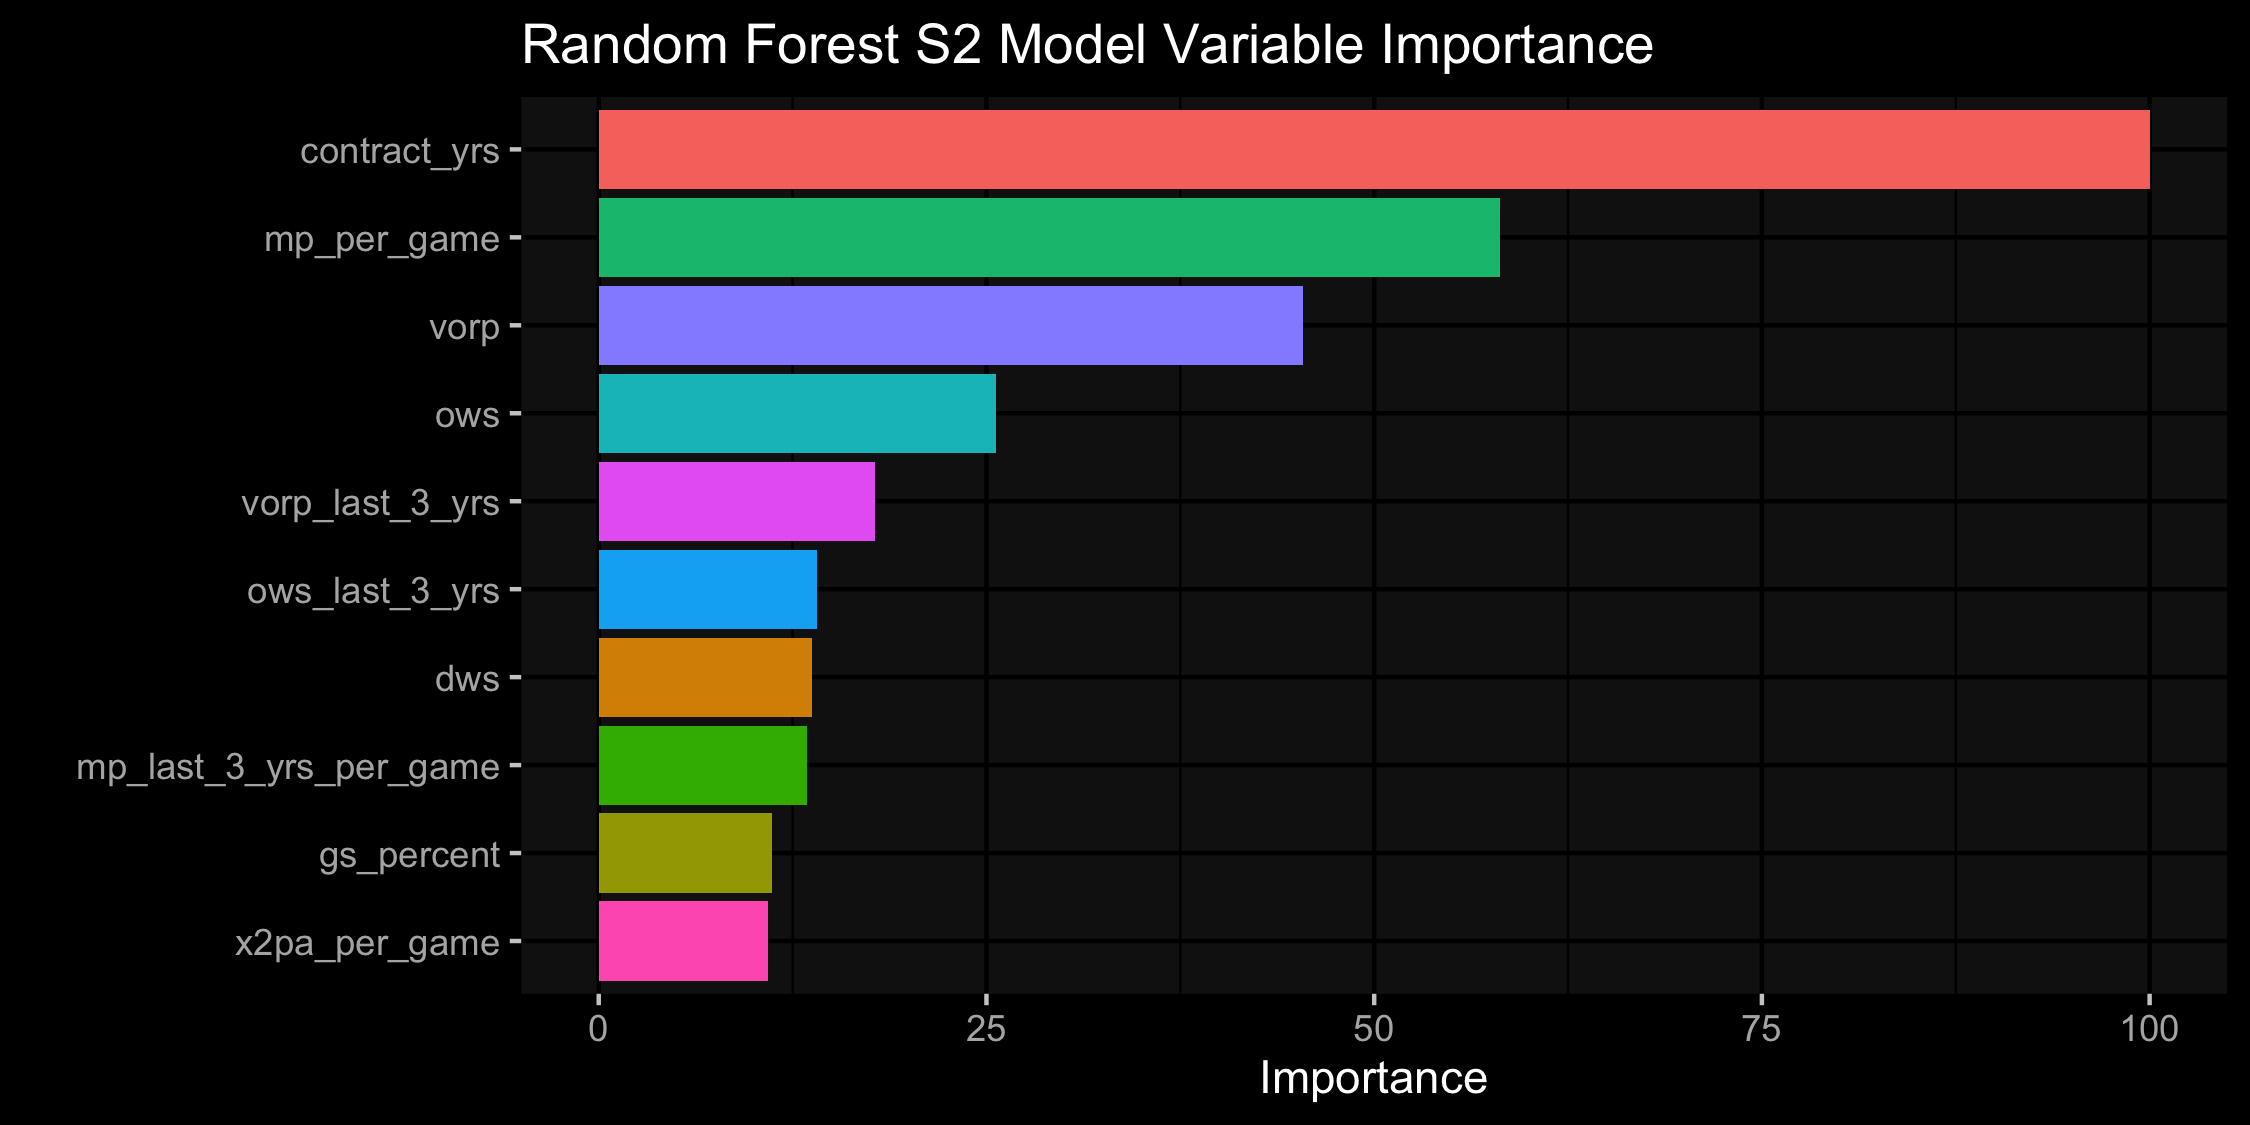 Random Forest S2 Model Variable Importance
contract_yrs
mp_per_game
vorp
ows
vorp_last_3_yrs
ows_last_3_yrs
dws
mp_last_3_yrs_per_game
gs_percent
x2pa_per_game
0 25 50 75 100
Importance